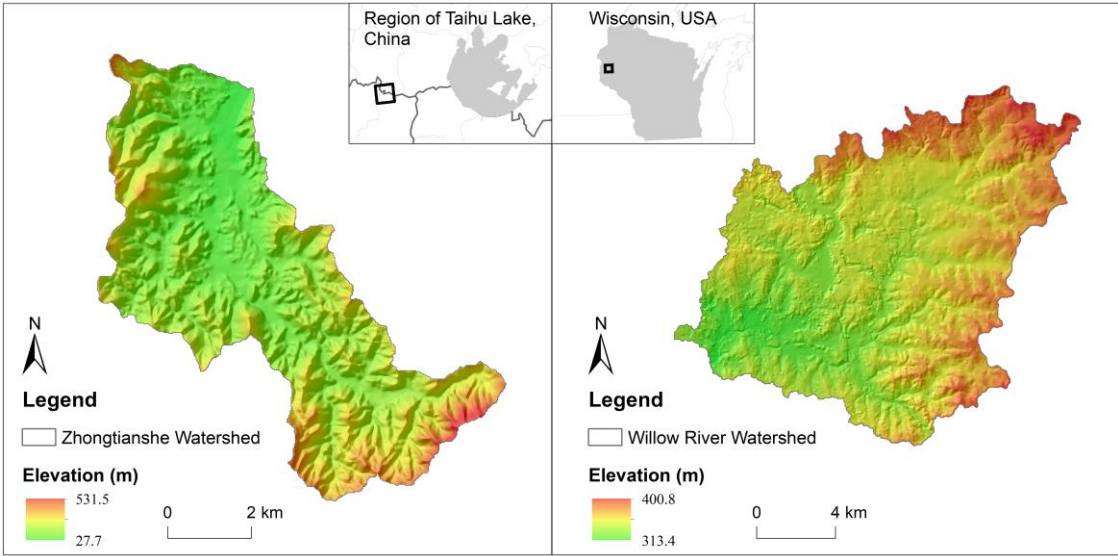 Region of Taihu Lake,
China
Wisconsin, USA
N
Legend
Zhongtianshe Watershed
Elevation (m)
531.5
27.7
0
2 km
N
Legend
Willow River Watershed
Elevation (m)
400.8
313.4
0
4 km